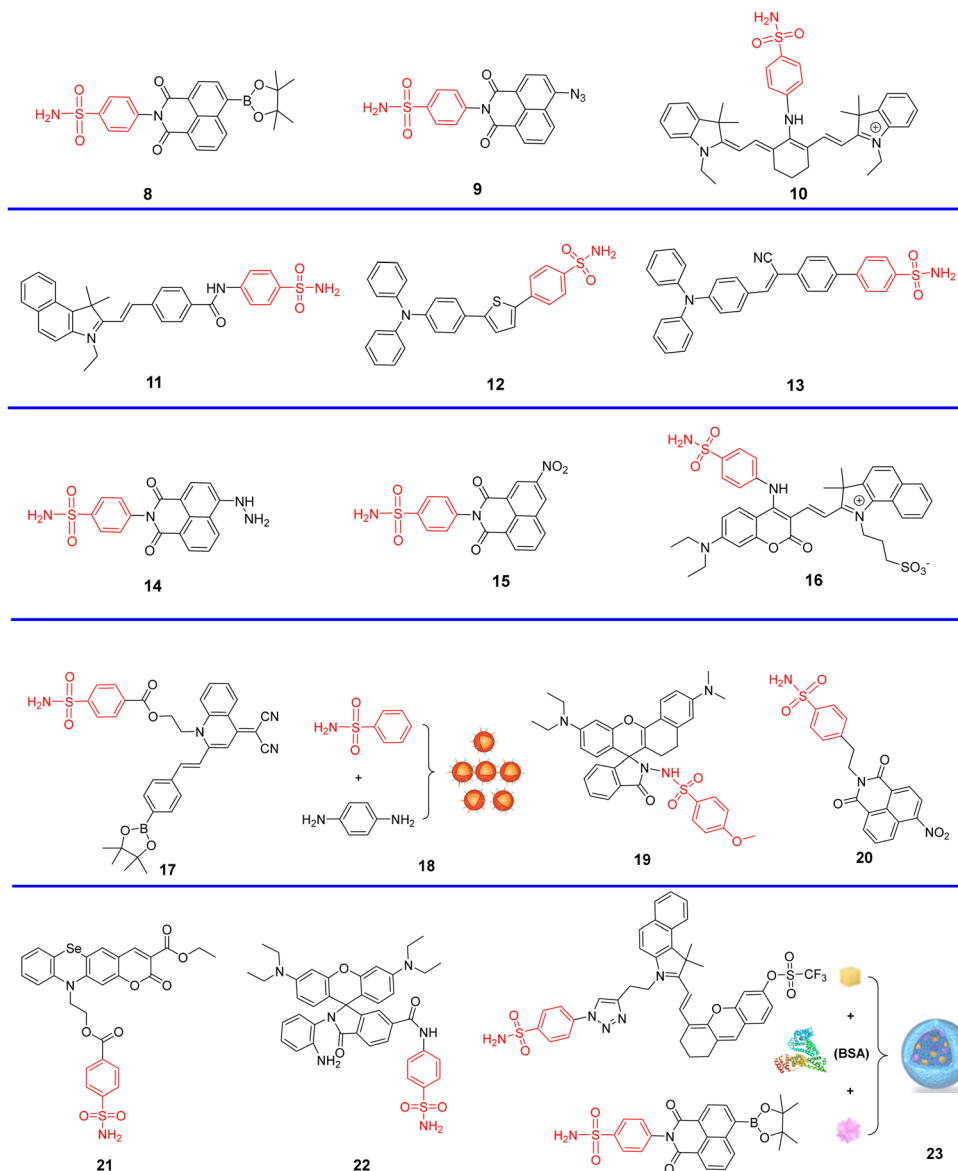 H₂N
S
O
O
N
O
O
B
O
O
8
H₂N
S
O
O
N
O
O
N₃
9
H₂N
S
O
O
NH
N
N
+
10
N
O
H
N
S
O
O
NH₂
11
N
S
S
O
O
NH₂
12
N
NC
S
O
O
NH₂
13
H₂N
S
O
O
N
O
O
NH
NH₂
14
H₂N
S
O
O
N
O
O
NO₂
15
H₂N
S
O
O
NH
N
O
O
N
+
SO₃⁻
16
H₂N
S
O
O
O
O
N
CN
CN
B
O
O
17
H₂N
S
O
O
+
H₂N
NH₂
18
N
O
N
N
NH
O
S
O
O
O
19
H₂N
S
O
O
N
O
O
NO₂
20
Se
N
O
O
O
O
O
O
S
O
O
NH₂
21
N
O
N
N
O
NH₂
O
N
H
S
O
O
NH₂
22
H₂N
S
O
O
N
N
N
N
O
O
S
O
O
CF₃
+
(BSA)
+
H₂N
S
O
O
N
O
O
B
O
O
23